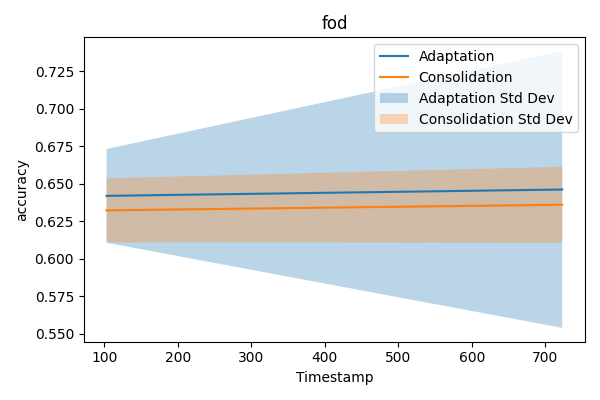 fod
Adaptation
Consolidation
Adaptation Std Dev
Consolidation Std Dev
accuracy
0.725
0.700
0.675
0.650
0.625
0.600
0.575
0.550
100 200 300 400 500 600 700
Timestamp